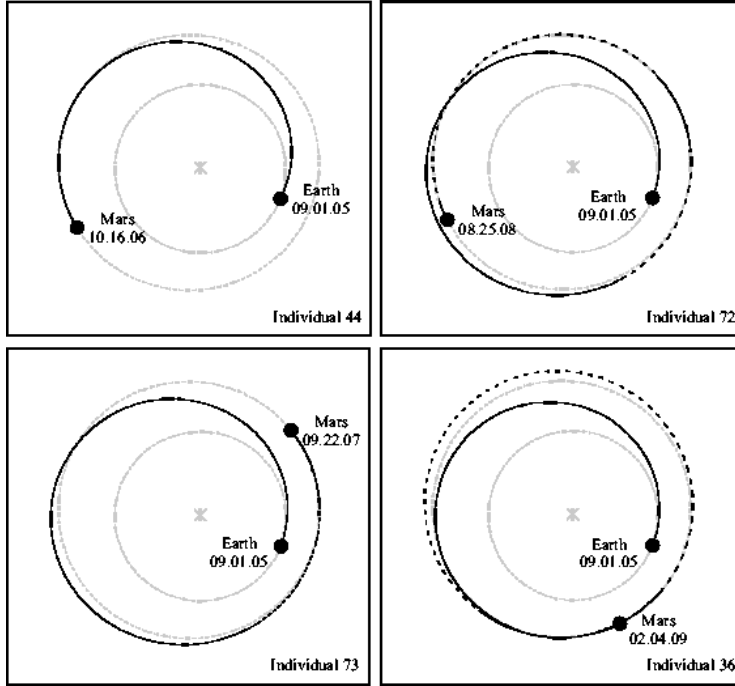 Earth
09.01.05
Mars
10.16.06
Individual 44
Mars
08.25.08
Earth
09.01.05
Individual 72
Mars
09.22.07
Earth
09.01.05
Individual 73
Earth
09.01.05
Mars
02.04.09
Individual 36